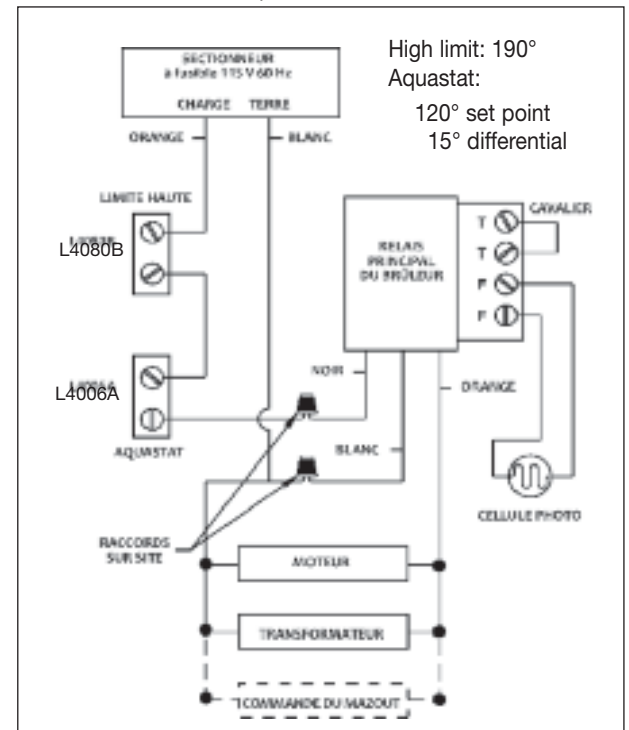 SECTIONNEUR
à fusible 115 V 60 Hz
CHARGE TERRE
High limit: 190°
Aquastat:
120° set point
15° differential
ORANGE
BLANC
LIMITE HAUTE
L4080B
CAVALIER
T
T
F
F
RELAIS
PRINCIPAL
DU BRÛLEUR
L4006A
AQUASTAT
NOIR
ORANGE
BLANC
CELLULE PHOTO
RACCORDS
SUR SITE
MOTEUR
TRANSFORMATEUR
COMMANDE DU MAZOUT